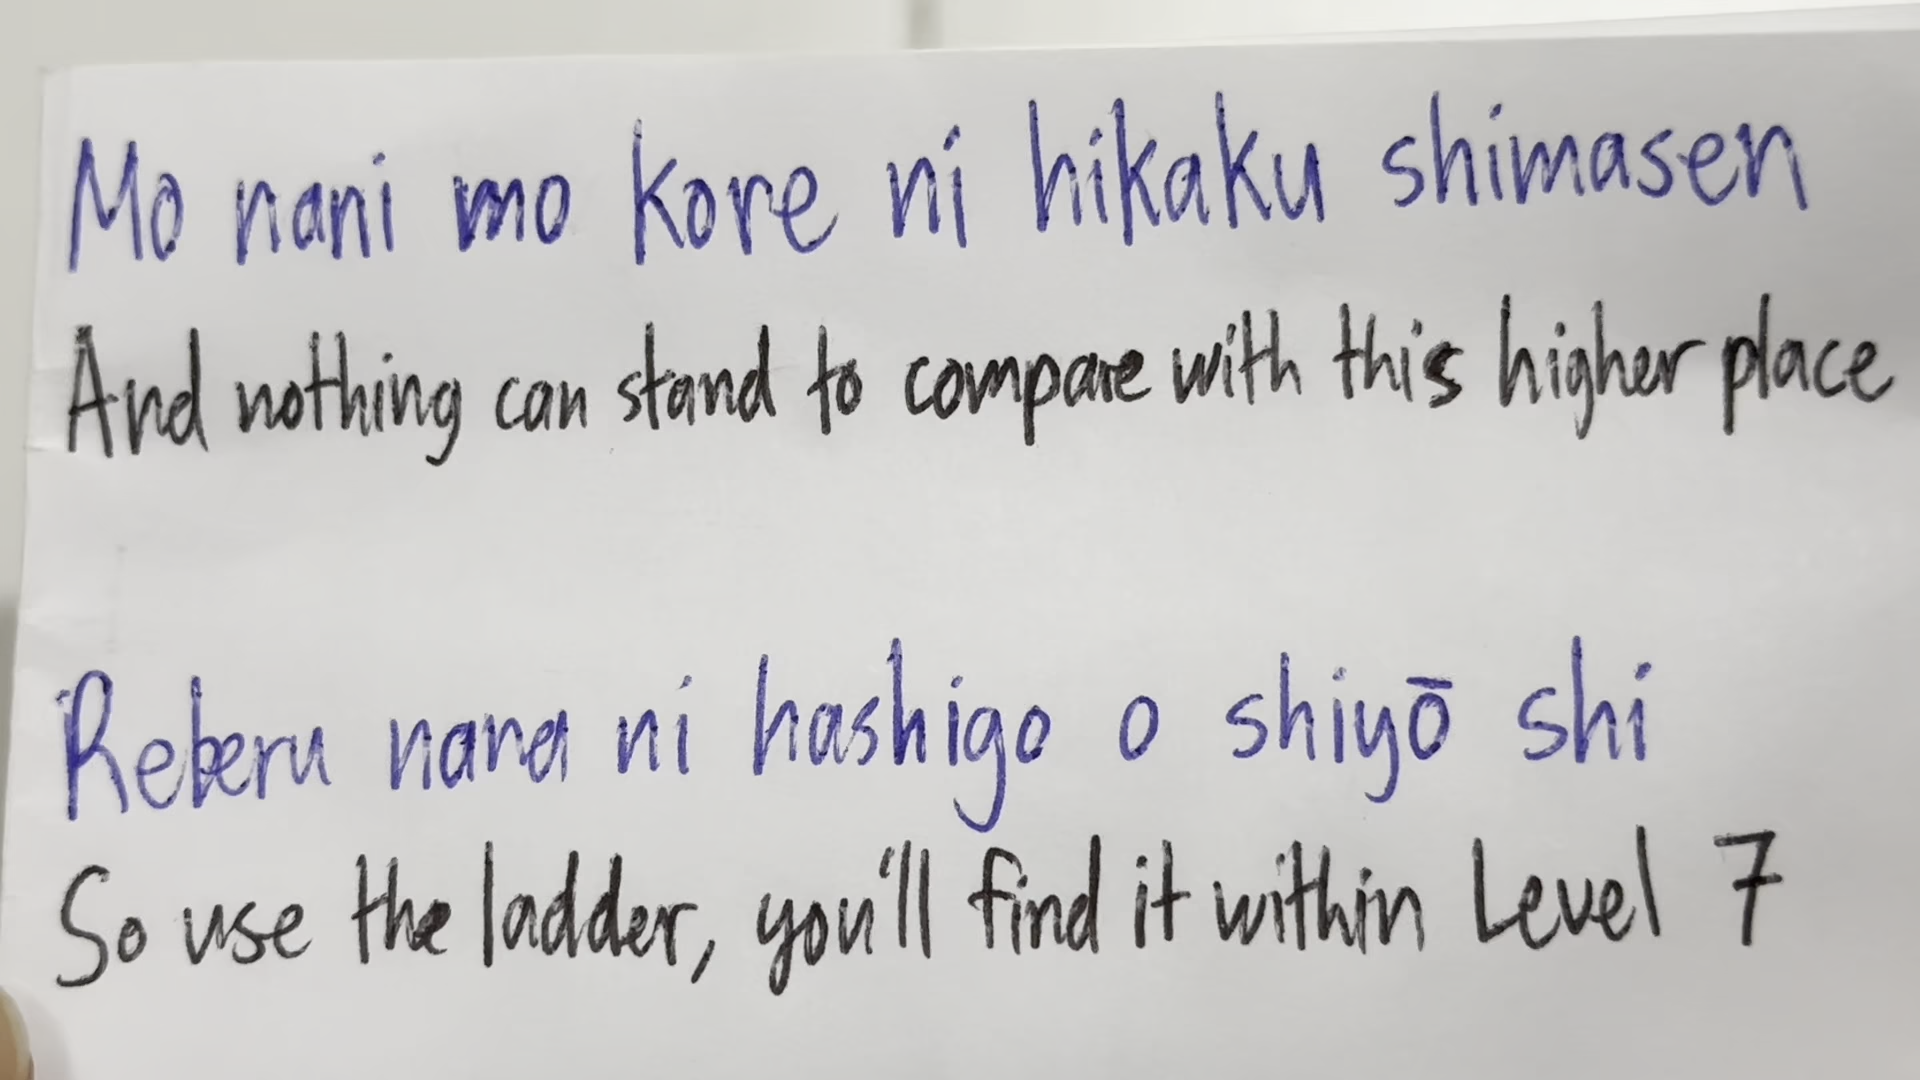 Mo nani mo kore ni hikaku shimasen
And nothing can stand to compare with this higher place
Reberu nana ni hashigo o shiyō shi
So use the ladder, you'll find it within Level 7